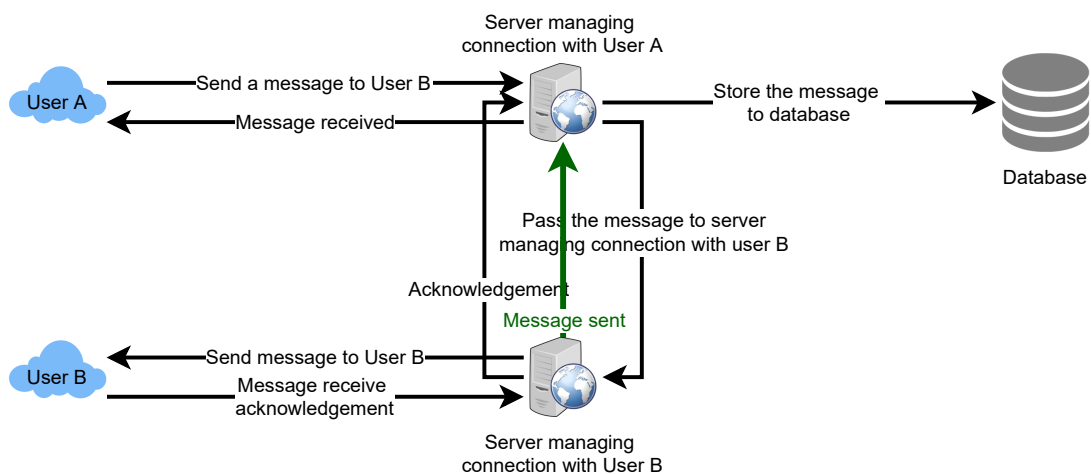 Server managing
connection with User A
User A
Send a message to User B
Message received
Store the message
to database
Database
Pass the message to server
managing connection with user B
Acknowledgement
Message sent
User B
Send message to User B
Message receive
acknowledgement
Server managing
connection with User B